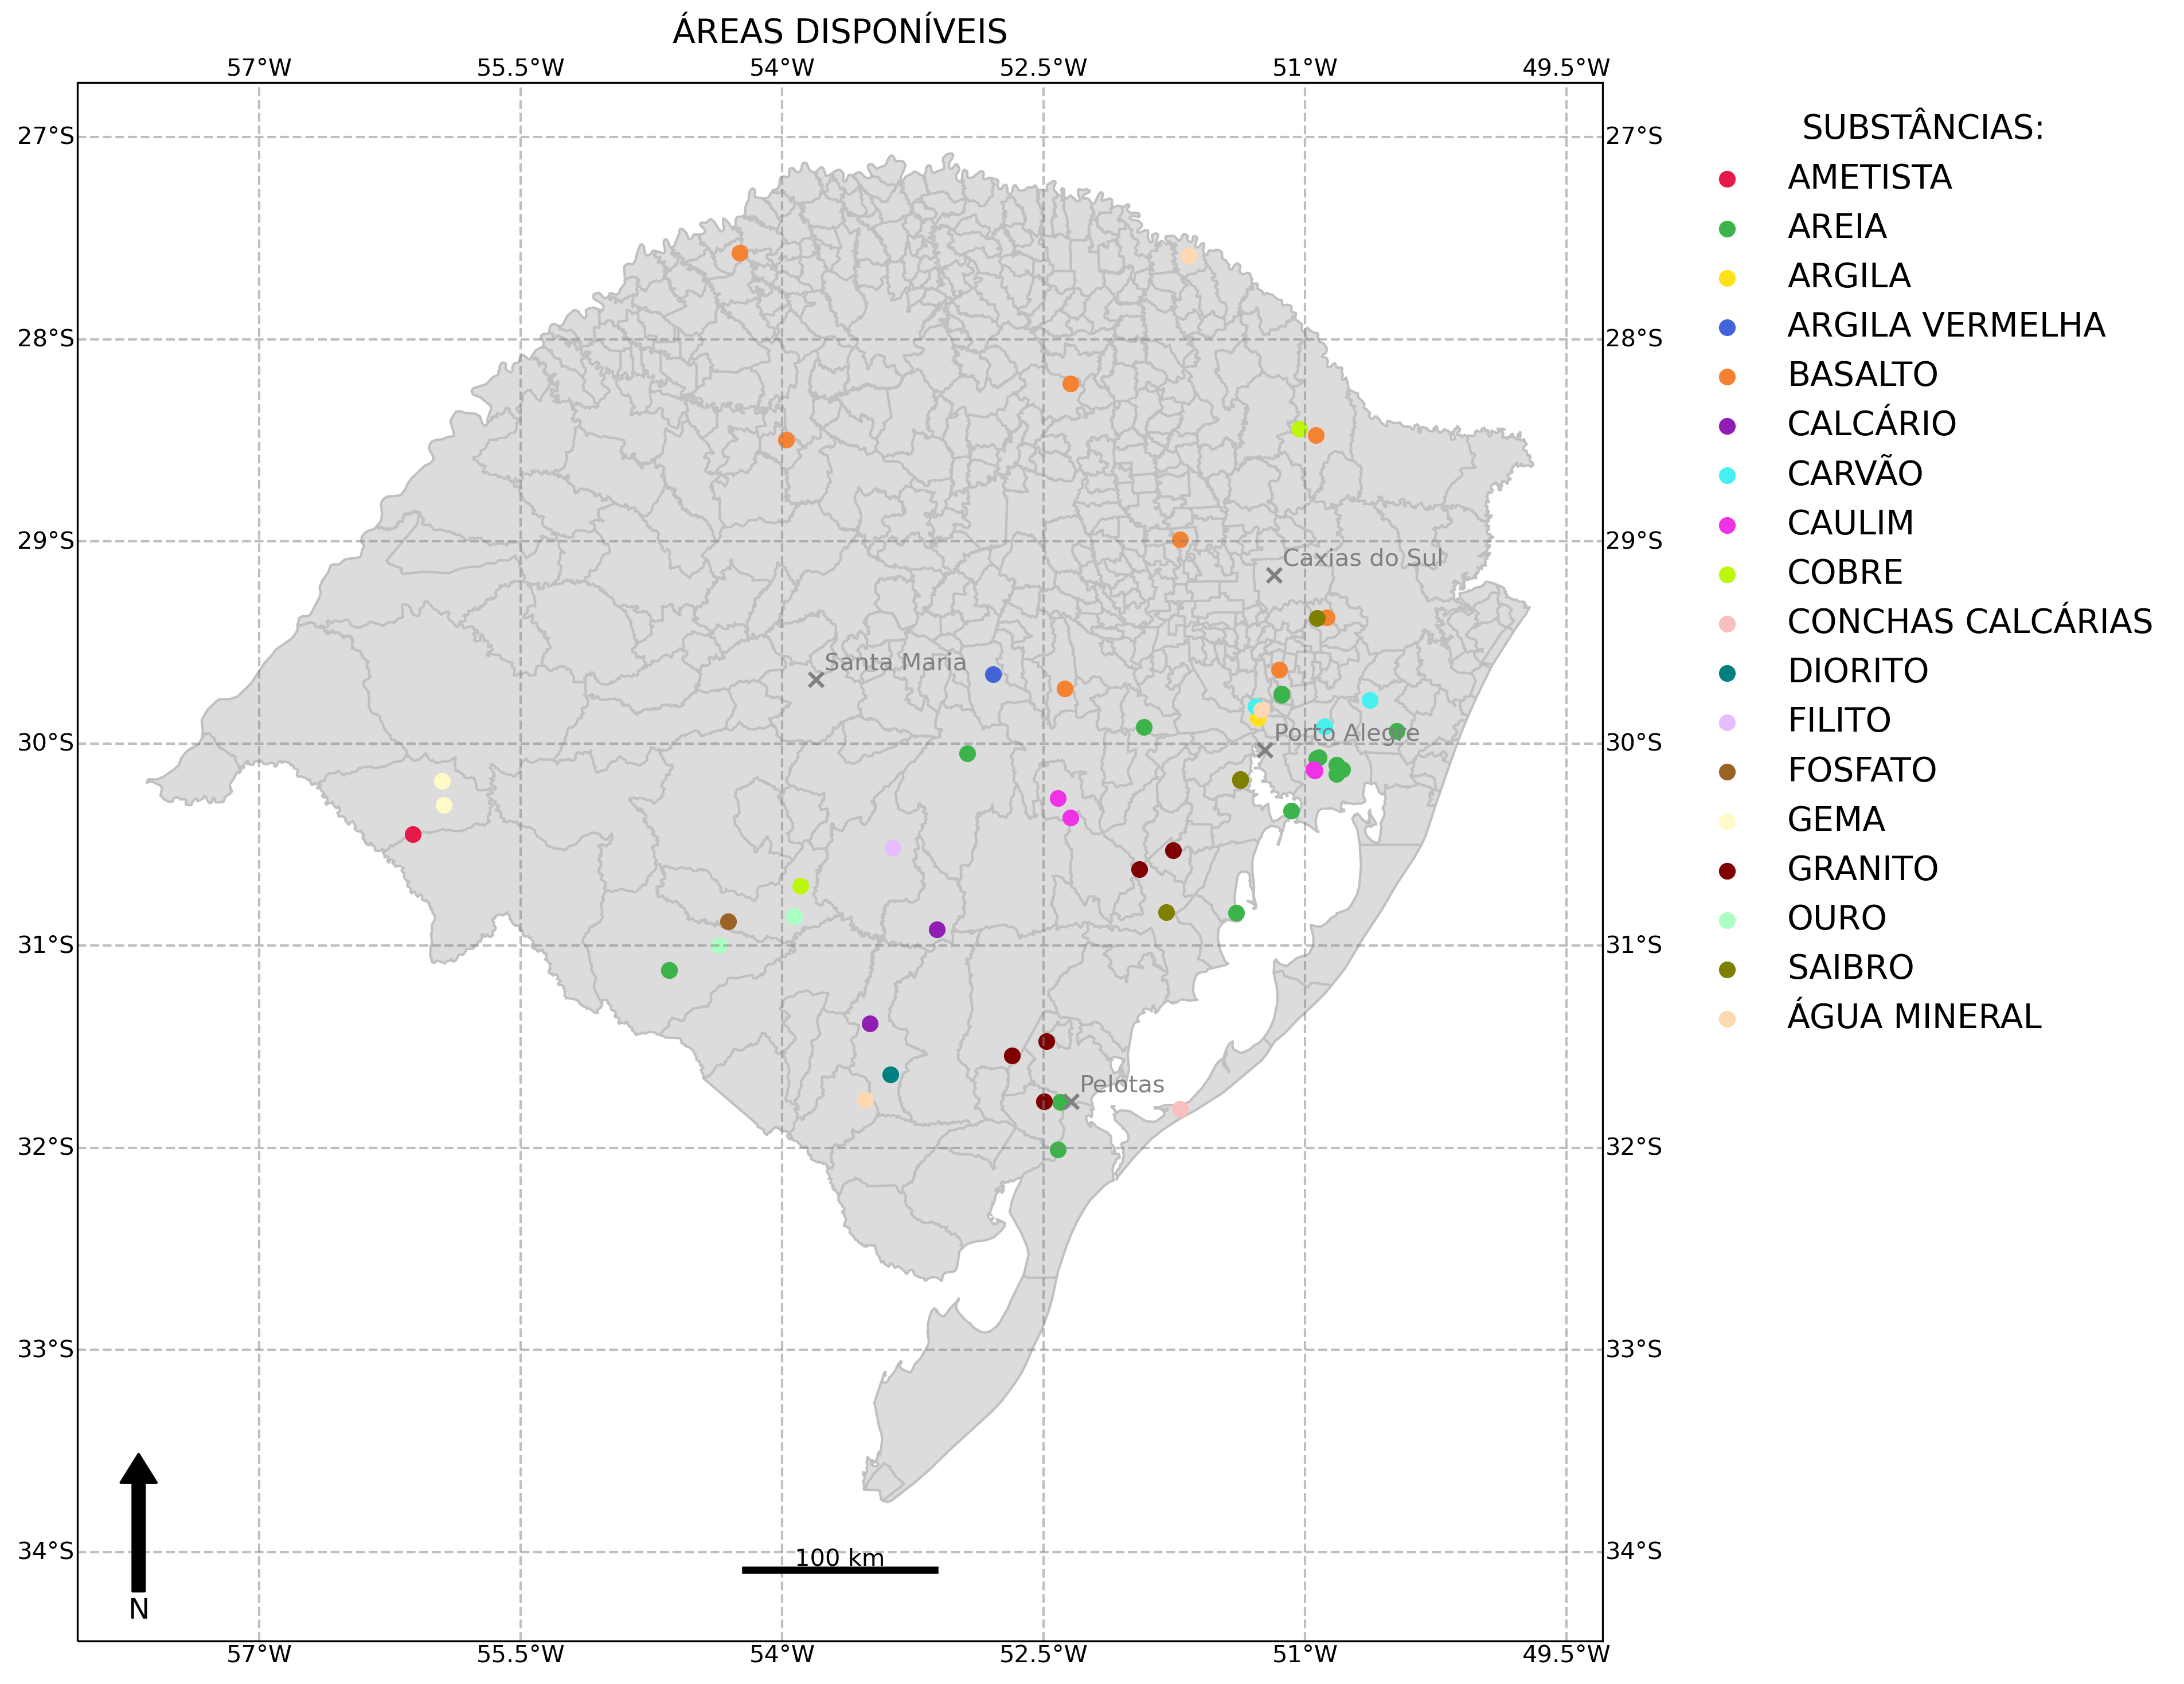 ÁREAS DISPONÍVEIS
57°W 55.5°W 54°W 52.5°W 51°W 49.5°W
27°S 27°S
28°S 28°S
29°S 29°S
Caxias do Sul
Santa Maria
30°S 30°S
Porto Alegre
31°S 31°S
Pelotas
32°S 32°S
33°S 33°S
34°S 34°S
100 km
N
57°W 55.5°W 54°W 52.5°W 51°W 49.5°W
SUBSTÂNCIAS:
AMETISTA
AREIA
ARGILA
ARGILA VERMELHA
BASALTO
CALCÁRIO
CARVÃO
CAULIM
COBRE
CONCHAS CALCÁRIAS
DIORITO
FILITO
FOSFATO
GEMA
GRANITO
OURO
SAIBRO
ÁGUA MINERAL